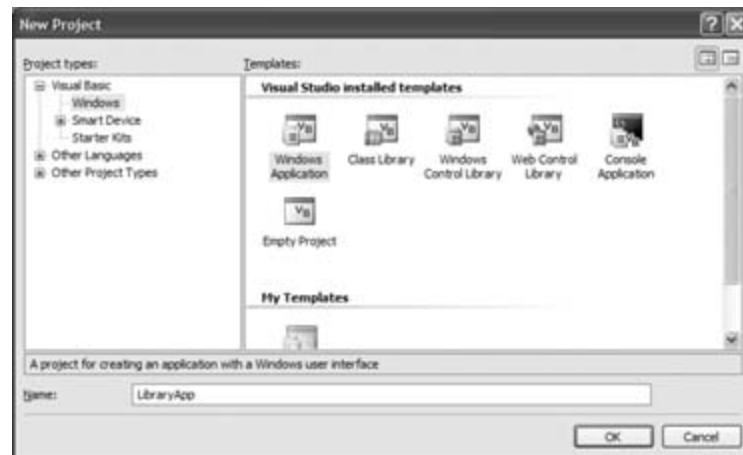 New Project
Project types:
Visual Basic
Windows
Smart Device
Starter Kits
Other Languages
Other Project Types
Templates:
Visual Studio installed templates
Windows Application
Class Library
Windows Control Library
Web Control Library
Console Application
Empty Project
My Templates
A project for creating an application with a Windows user interface
Name:
LibraryApp
OK
Cancel